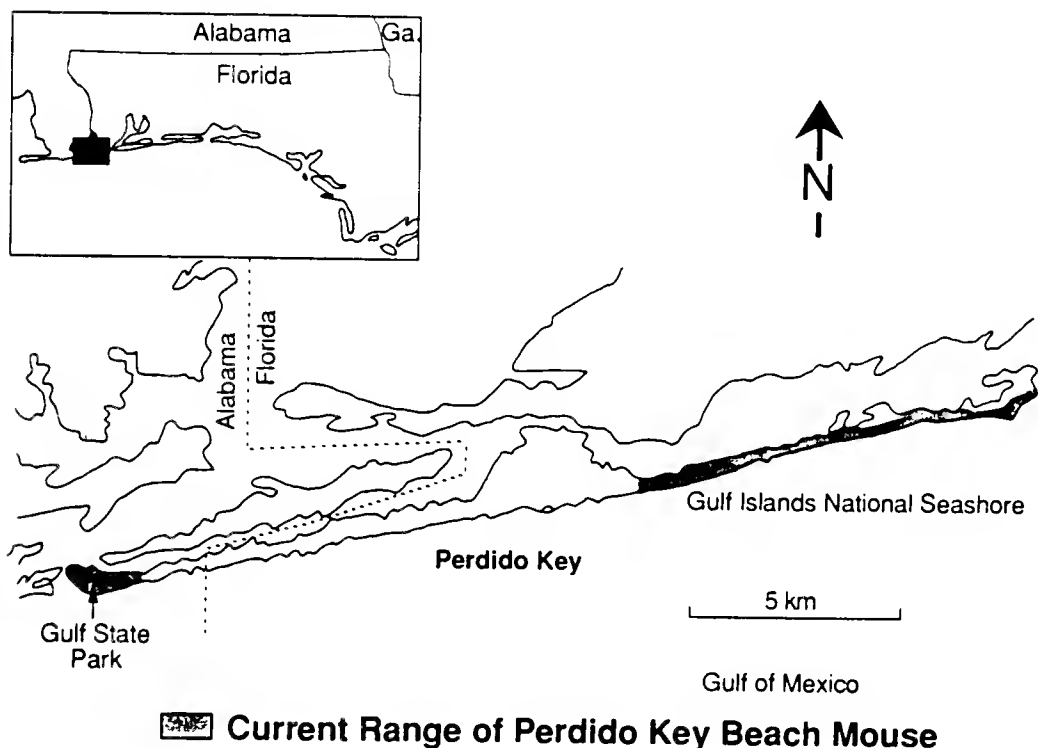 Alabama
Ga.
Florida
N
Alabama
Florida
Gulf Islands National Seashore
Perdido Key
5 km
Gulf State
Park
Gulf of Mexico
Current Range of Perdido Key Beach Mouse